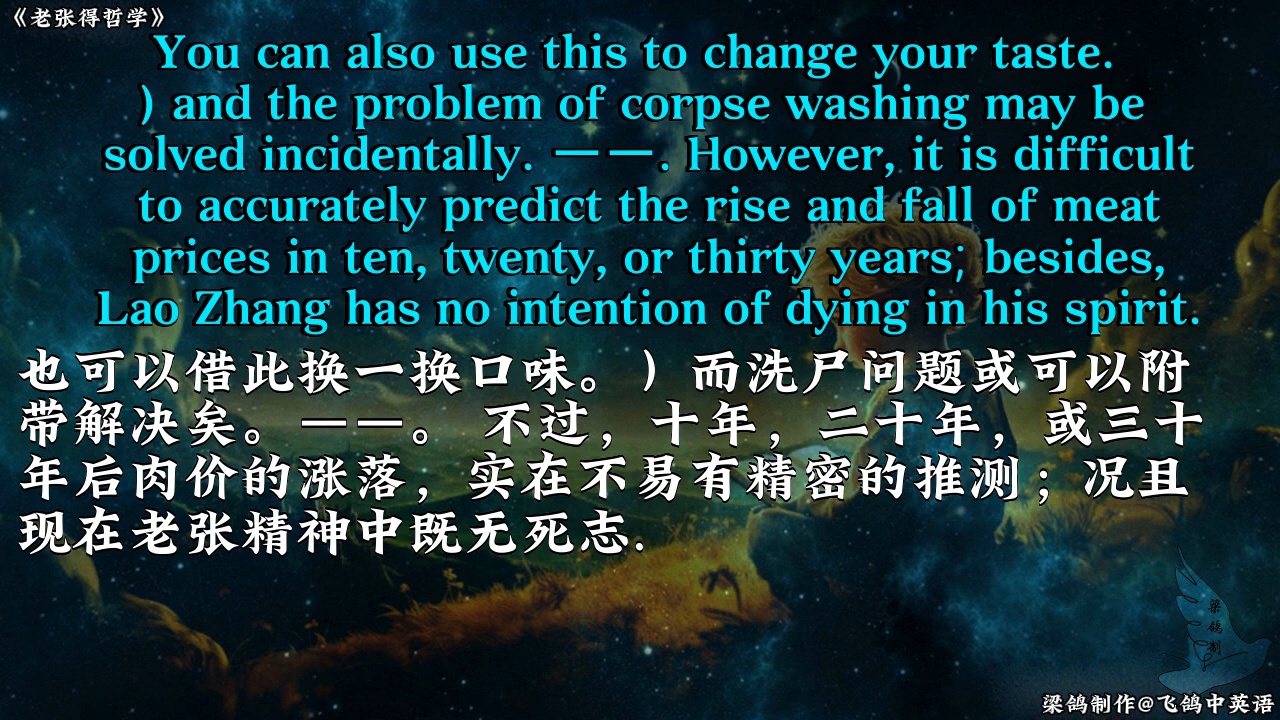 《老张得哲学》
You can also use this to change your taste.
) and the problem of corpse washing may be
solved incidentally. ——. However, it is difficult
to accurately predict the rise and fall of meat
prices in ten, twenty, or thirty years; besides,
Lao Zhang has no intention of dying in his spirit.
也可以借此换一换口味。）而洗尸问题或可以附
带解决矣。——。 不过，十年，二十年，或三十
年后肉价的涨落，实在不易有精密的推测；况且
现在老张精神中既无死志.
梁鸽制
梁鸽制作@飞鸽中英语